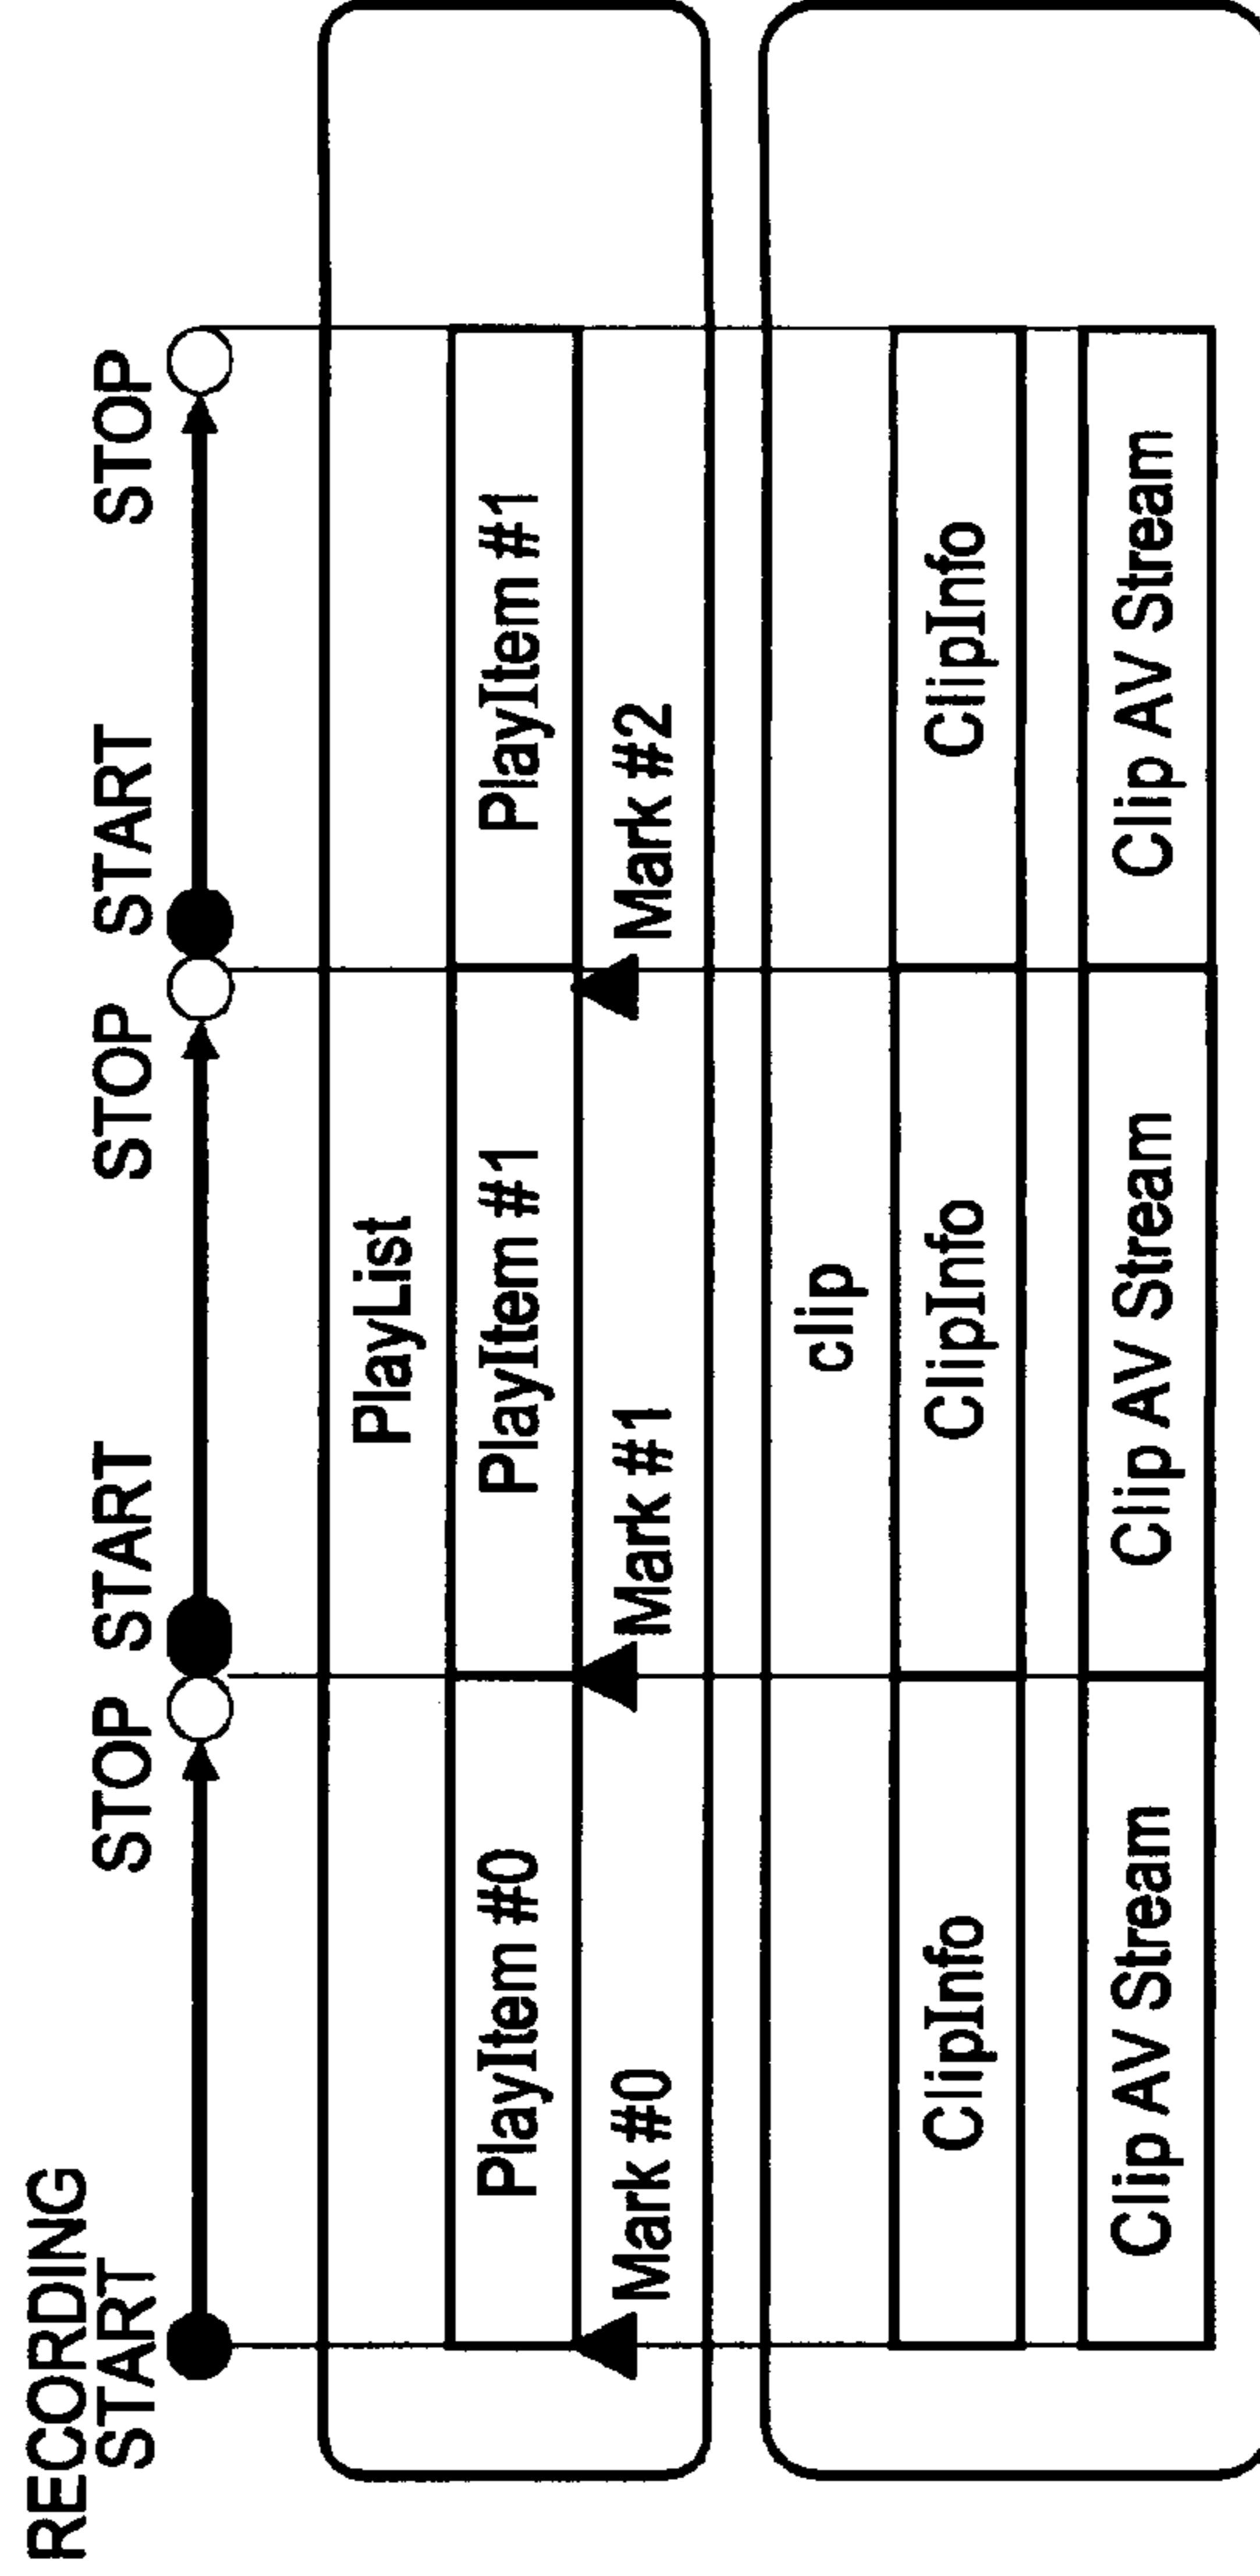 RECORDING
START
STOP
START
STOP
START
STOP
PlayList
PlayItem #0
PlayItem #1
PlayItem #1
Mark #0
Mark #1
Mark #2
clip
ClipInfo
ClipInfo
ClipInfo
Clip AV Stream
Clip AV Stream
Clip AV Stream